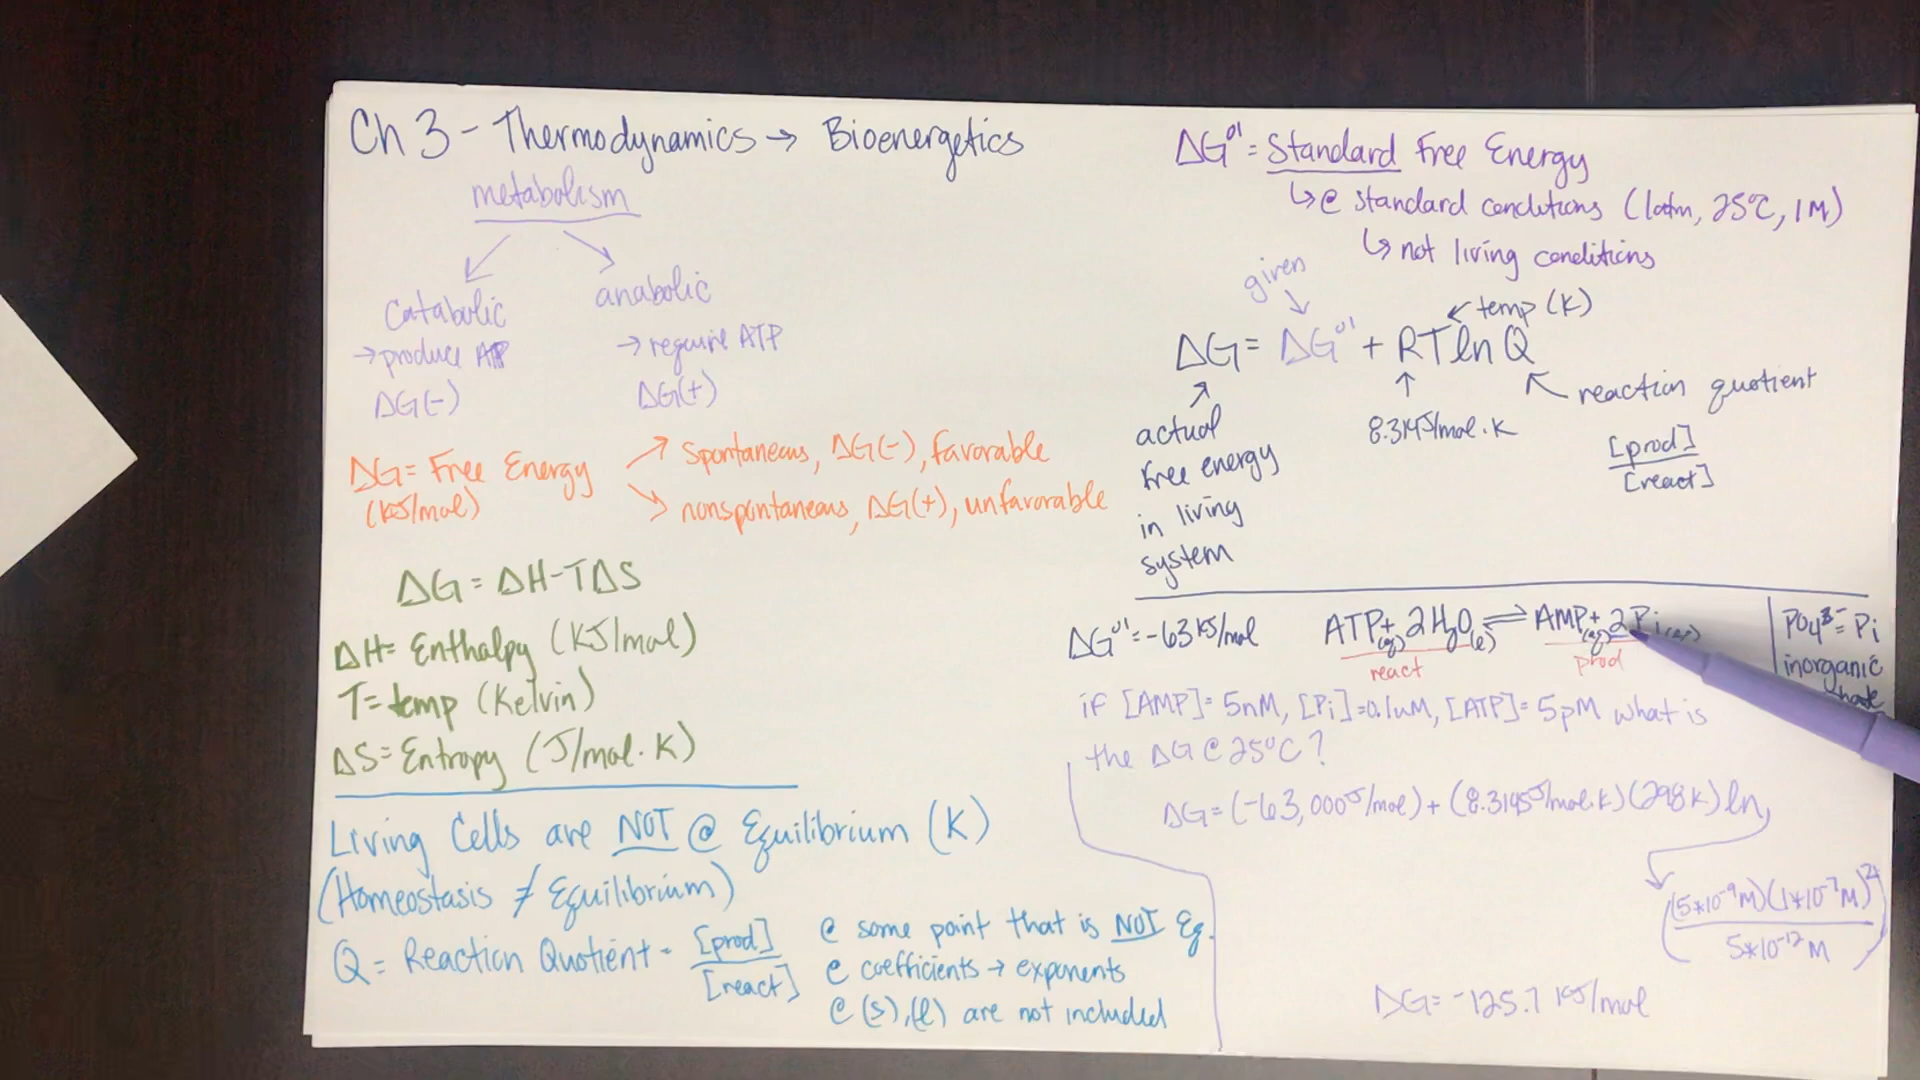 Ch 3 - Thermodynamics → Bioenergetics
metabolism
Catabolic
→ produce ATP
ΔG(-)
anabolic
→ require ATP
ΔG(+)
ΔG = Free Energy
(kJ/mol)
↗ Spontaneous, ΔG(-), favorable
↘ nonspontaneous, ΔG(+), unfavorable
ΔG = ΔH-TΔS
ΔH = Enthalpy (KJ/mol)
T = temp (Kelvin)
ΔS = Entropy (J/mol·K)
Living Cells are NOT @ Equilibrium (K)
(Homeostasis ≠ Equilibrium)
Q = Reaction Quotient = [prod]
[react]
@ some point that is NOT Eq.
@ coefficients → exponents
@ (s), (l) are not included
ΔG°' = Standard Free Energy
↳ @ standard conditions (1atm, 25°C, 1M)
↳ not living conditions
given
← temp (K)
ΔG = ΔG°' + RT ln Q
8.314J/mol·K
reaction quotient
[prod]
[react]
actual
free energy
in living
system
ΔG°' = -63 kJ/mol
ATP(aq) + 2H₂O(l) ⇌ AMP(aq) + 2Pi(aq)
react
prod
PO₄³⁻ = Pi
inorganic
if [AMP] = 5nM, [Pi] = 0.1uM, [ATP] = 5pM what is
the ΔG @ 25°C?
ΔG = (-63,000J/mol) + (8.3145J/mol·K)(298K) ln
(5*10⁻⁹M)(1*10⁻⁷M)²
5*10⁻¹² M
ΔG = -125.7 KJ/mol